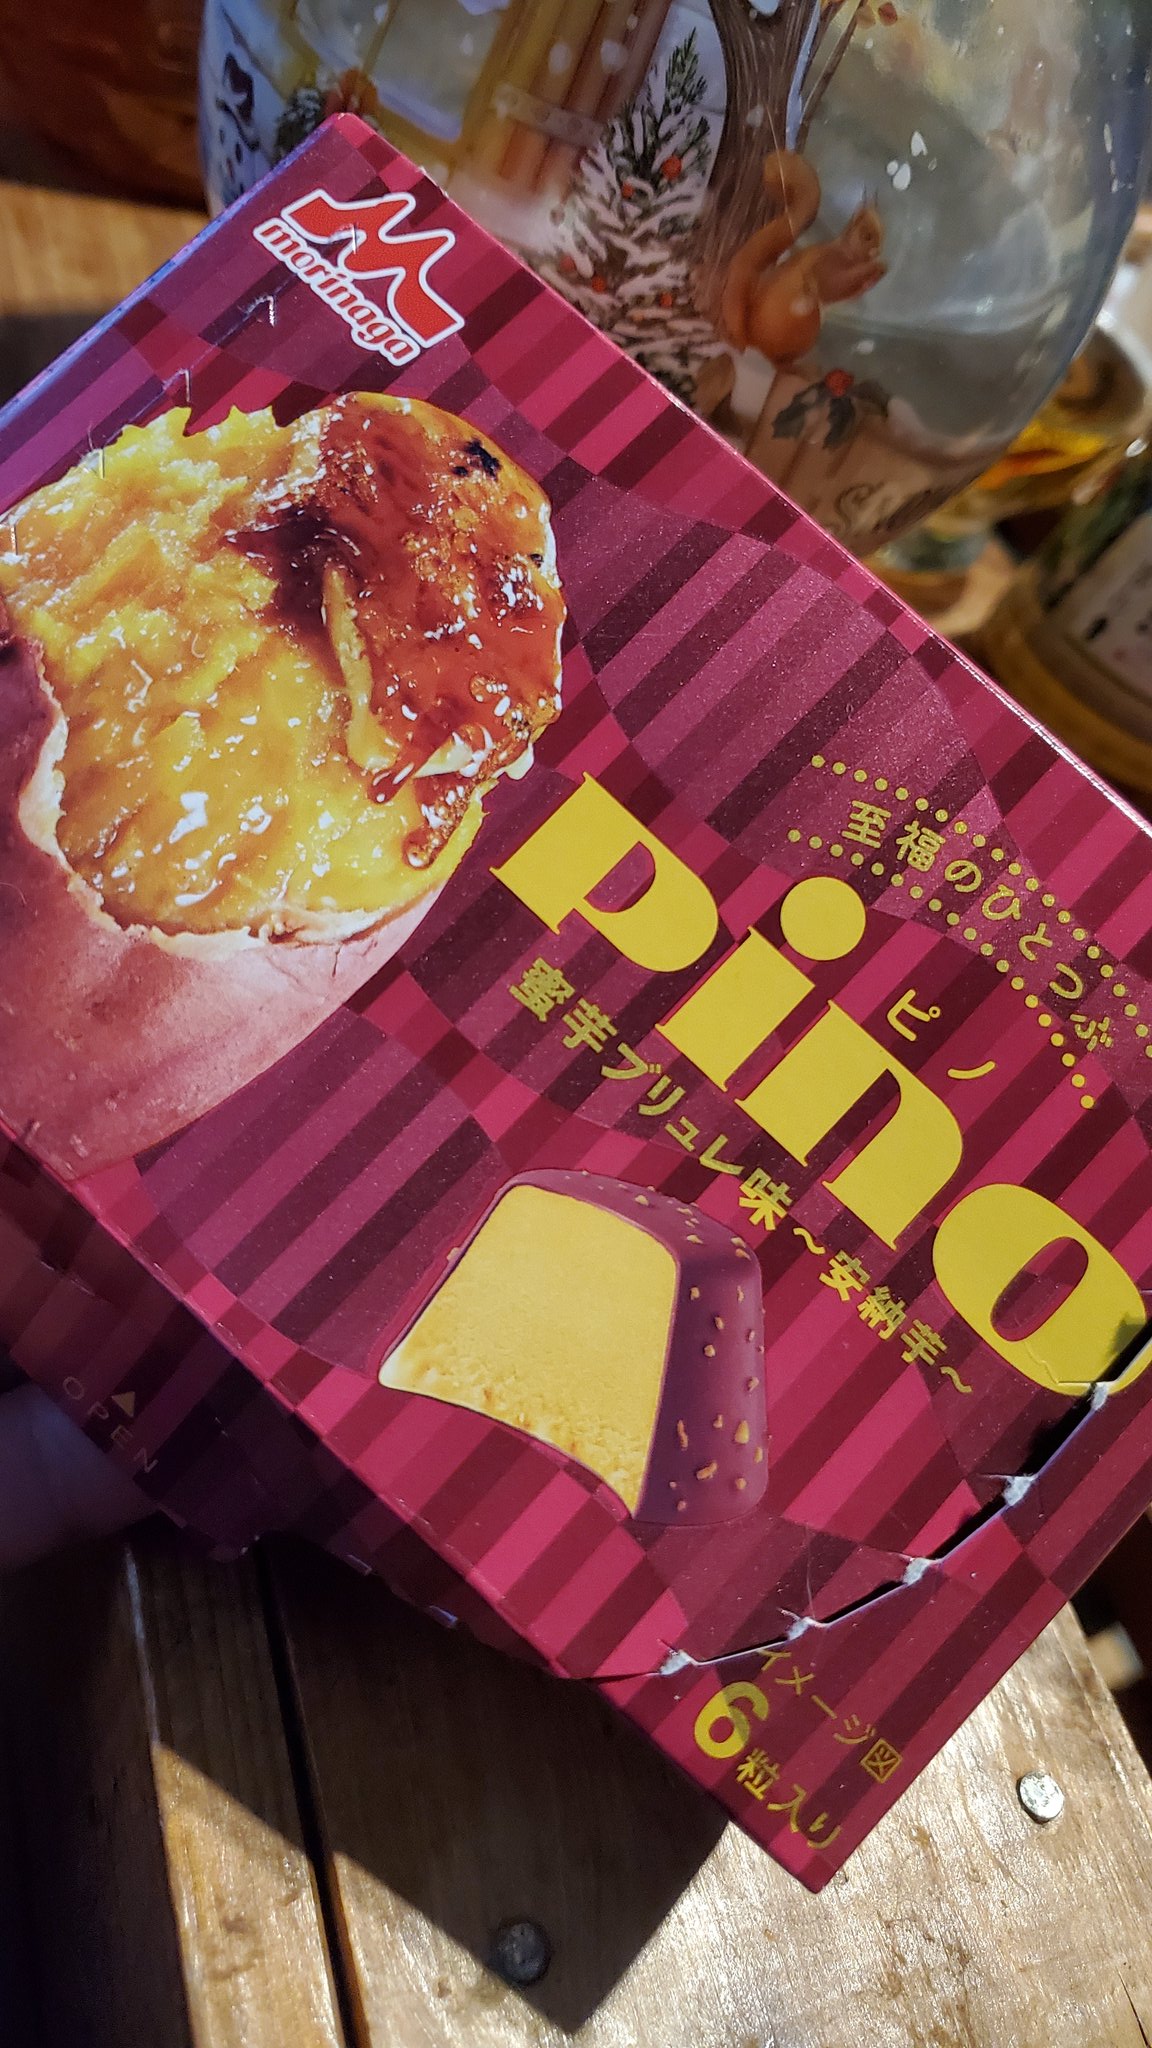 morinaga
至福のひとつぶ
ピノ
pino
蜜芋ブリュレ味～安納芋～
OPEN
イメージ図
6粒入り